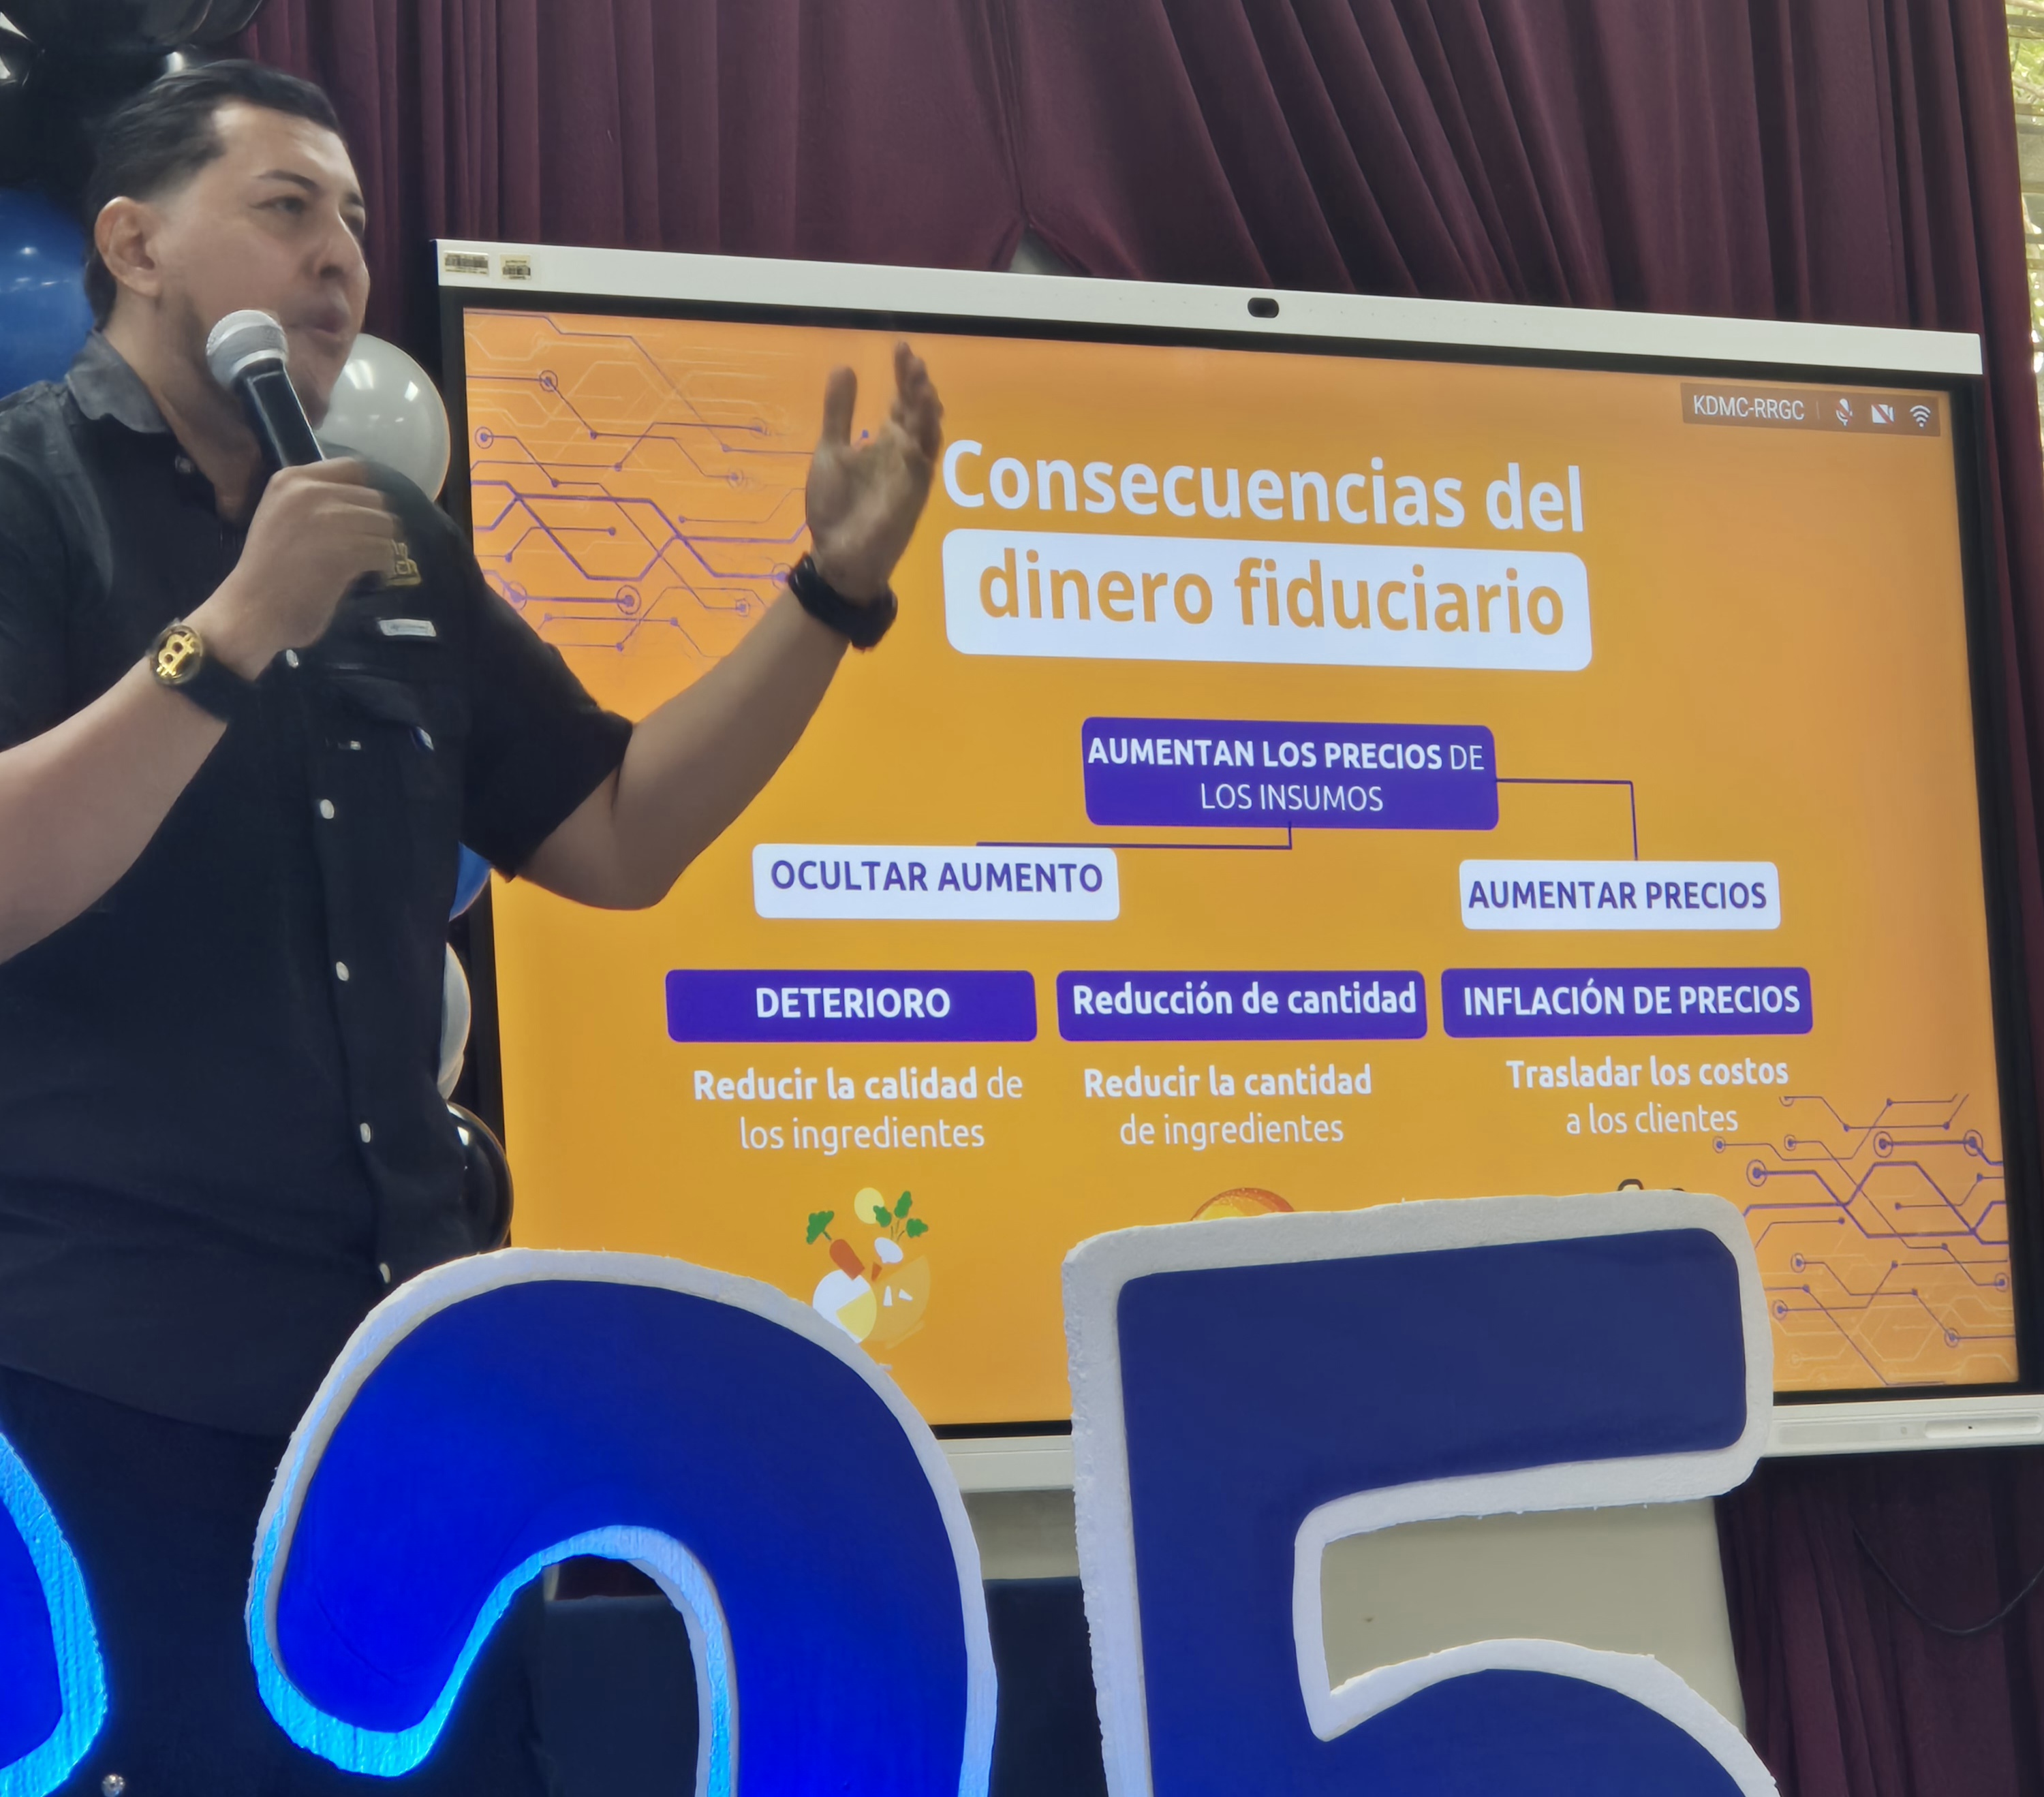 KDMC-RRGC
Consecuencias del
dinero fiduciario
AUMENTAN LOS PRECIOS DE
LOS INSUMOS
OCULTAR AUMENTO
AUMENTAR PRECIOS
DETERIORO
Reducir la calidad de
los ingredientes
Reducción de cantidad
Reducir la cantidad
de ingredientes
INFLACIÓN DE PRECIOS
Trasladar los costos
a los clientes
25